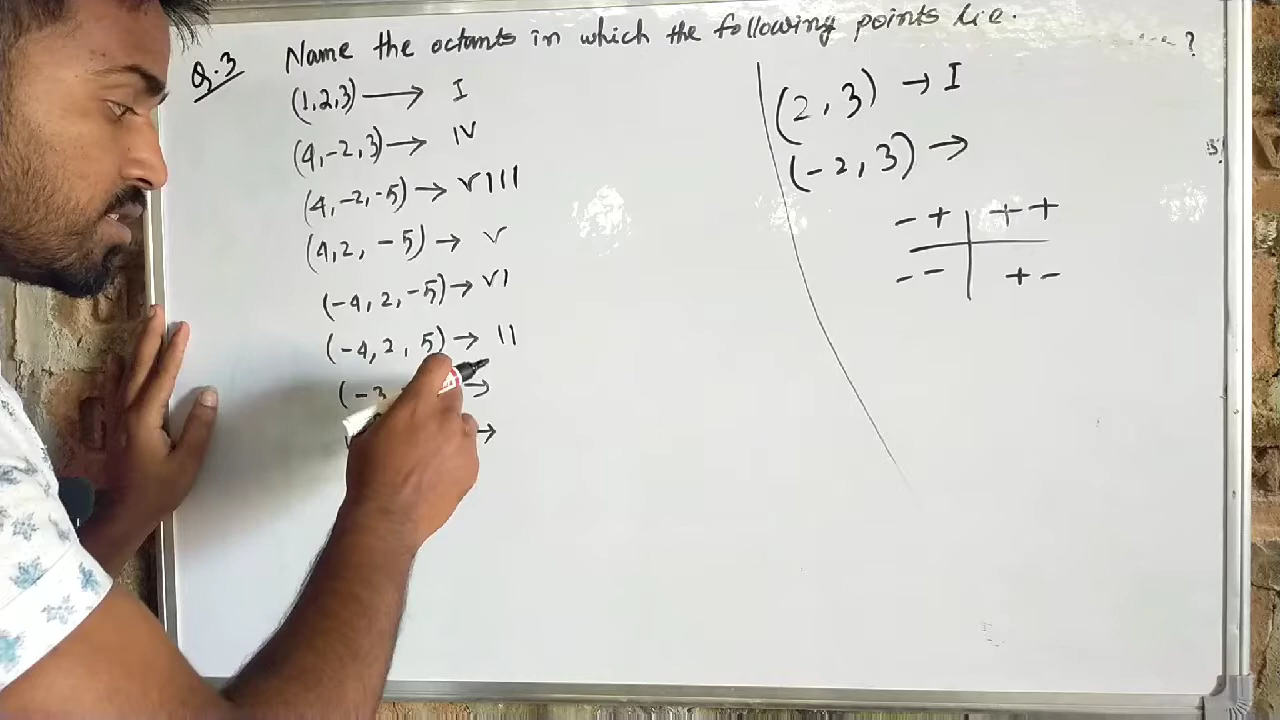 Q.3 Name the octants in which the following points lie.
?
(1,2,3) → I
(4,-2,3) → IV
(4,-2,-5) → VIII
(4,2,-5) → V
(-4,2,-5) → VI
(-4,2,5) → II
(-3 →
→
(2,3) → I
(-2,3) →
- + + +
- - + -